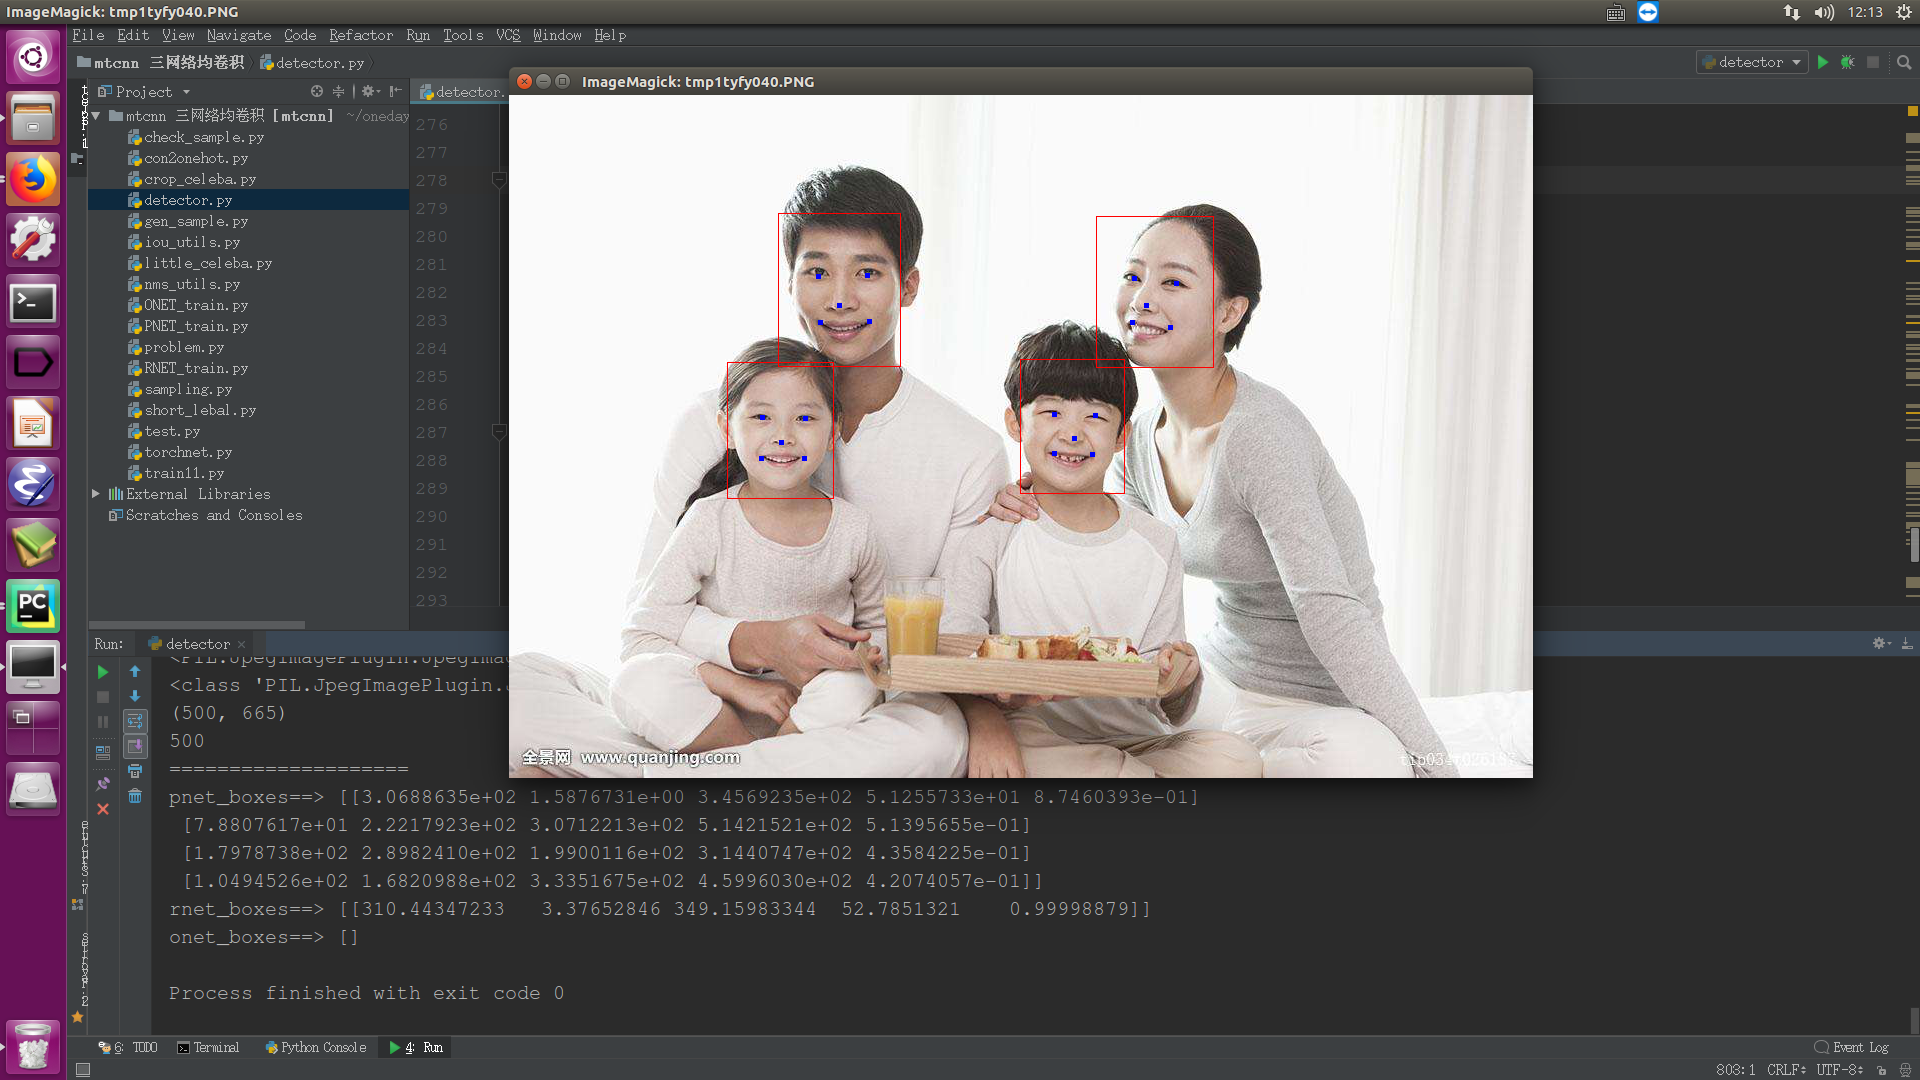 ImageMagick: tmp1tyfy040.PNG
12:13
File Edit View Navigate Code Refactor Run Tools VCS Window Help
mtcnn 三网络均卷积 detector.py
detector
Project
detector.
ImageMagick: tmp1tyfy040.PNG
mtcnn 三网络均卷积 [mtcnn] ~/oneday
check_sample.py
con2onehot.py
crop_celeba.py
detector.py
gen_sample.py
iou_utils.py
little_celeba.py
nms_utils.py
ONET_train.py
PNET_train.py
problem.py
RNET_train.py
sampling.py
short_lebal.py
test.py
torchnet.py
train11.py
External Libraries
Scratches and Consoles
276
277
278
279
280
281
282
283
284
285
286
287
288
289
290
291
292
293
全景网 www.quanjing.com
Run: detector
<class 'PIL.JpegImagePlugin.
(500, 665)
500
====================
pnet_boxes==> [[3.0688635e+02 1.5876731e+00 3.4569235e+02 5.1255733e+01 8.7460393e-01]
[7.8807617e+01 2.2217923e+02 3.0712213e+02 5.1421521e+02 5.1395655e-01]
[1.7978738e+02 2.8982410e+02 1.9900116e+02 3.1440747e+02 4.3584225e-01]
[1.0494526e+02 1.6820988e+02 3.3351675e+02 4.5996030e+02 4.2074057e-01]]
rnet_boxes==> [[310.44347233 3.37652846 349.15983344 52.7851321 0.99998879]]
onet_boxes==> []
Process finished with exit code 0
6: TODO Terminal Python Console 4: Run Event Log
803:1 CRLF UTF-8